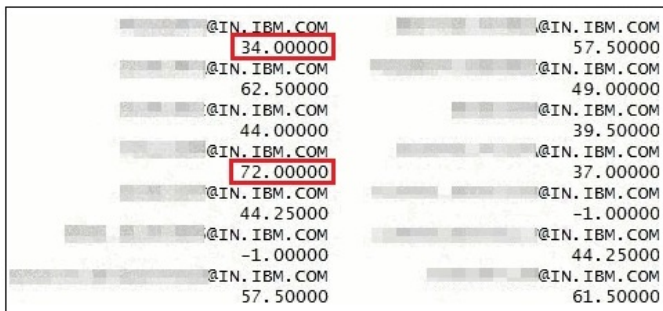 @IN.IBM.COM
34.00000
@IN.IBM.COM
62.50000
@IN.IBM.COM
44.00000
@IN.IBM.COM
72.00000
@IN.IBM.COM
44.25000
@IN.IBM.COM
-1.00000
@IN.IBM.COM
57.50000
@IN.IBM.COM
57.50000
@IN.IBM.COM
49.00000
@IN.IBM.COM
39.50000
@IN.IBM.COM
37.00000
@IN.IBM.COM
-1.00000
@IN.IBM.COM
44.25000
@IN.IBM.COM
61.50000